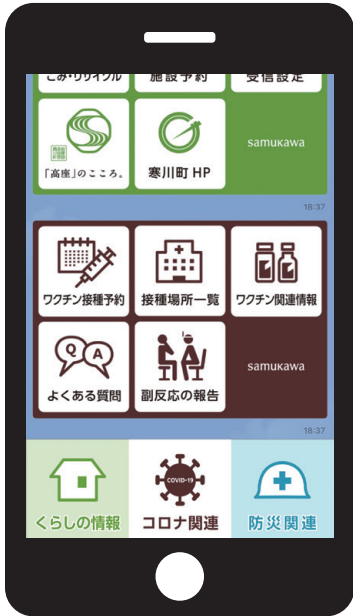 ごみ・リサイクル
施設予約
受信設定
「高座」のこころ。
寒川町 HP
samukawa
18:37
ワクチン接種予約
接種場所一覧
ワクチン関連情報
Q A
よくある質問
副反応の報告
samukawa
18:37
くらしの情報
COVID-19
コロナ関連
防災関連